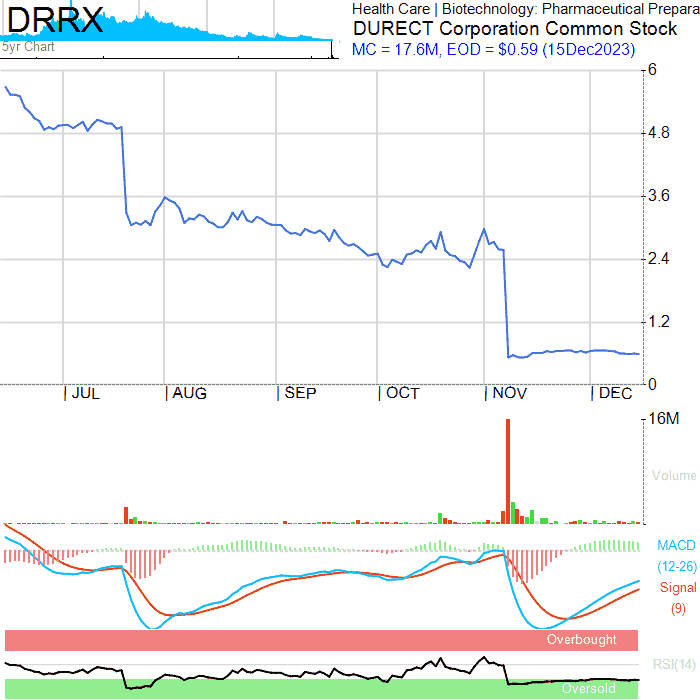 DRRX
5yr Chart
Health Care | Biotechnology: Pharmaceutical Prepara
DURECT Corporation Common Stock
MC = 17.6M, EOD = $0.59 (15Dec2023)
6
4.8
3.6
2.4
1.2
0
JUL
AUG
SEP
OCT
NOV
DEC
16M
Volume
MACD
(12-26)
Signal
(9)
Overbought
RSI(14)
Oversold